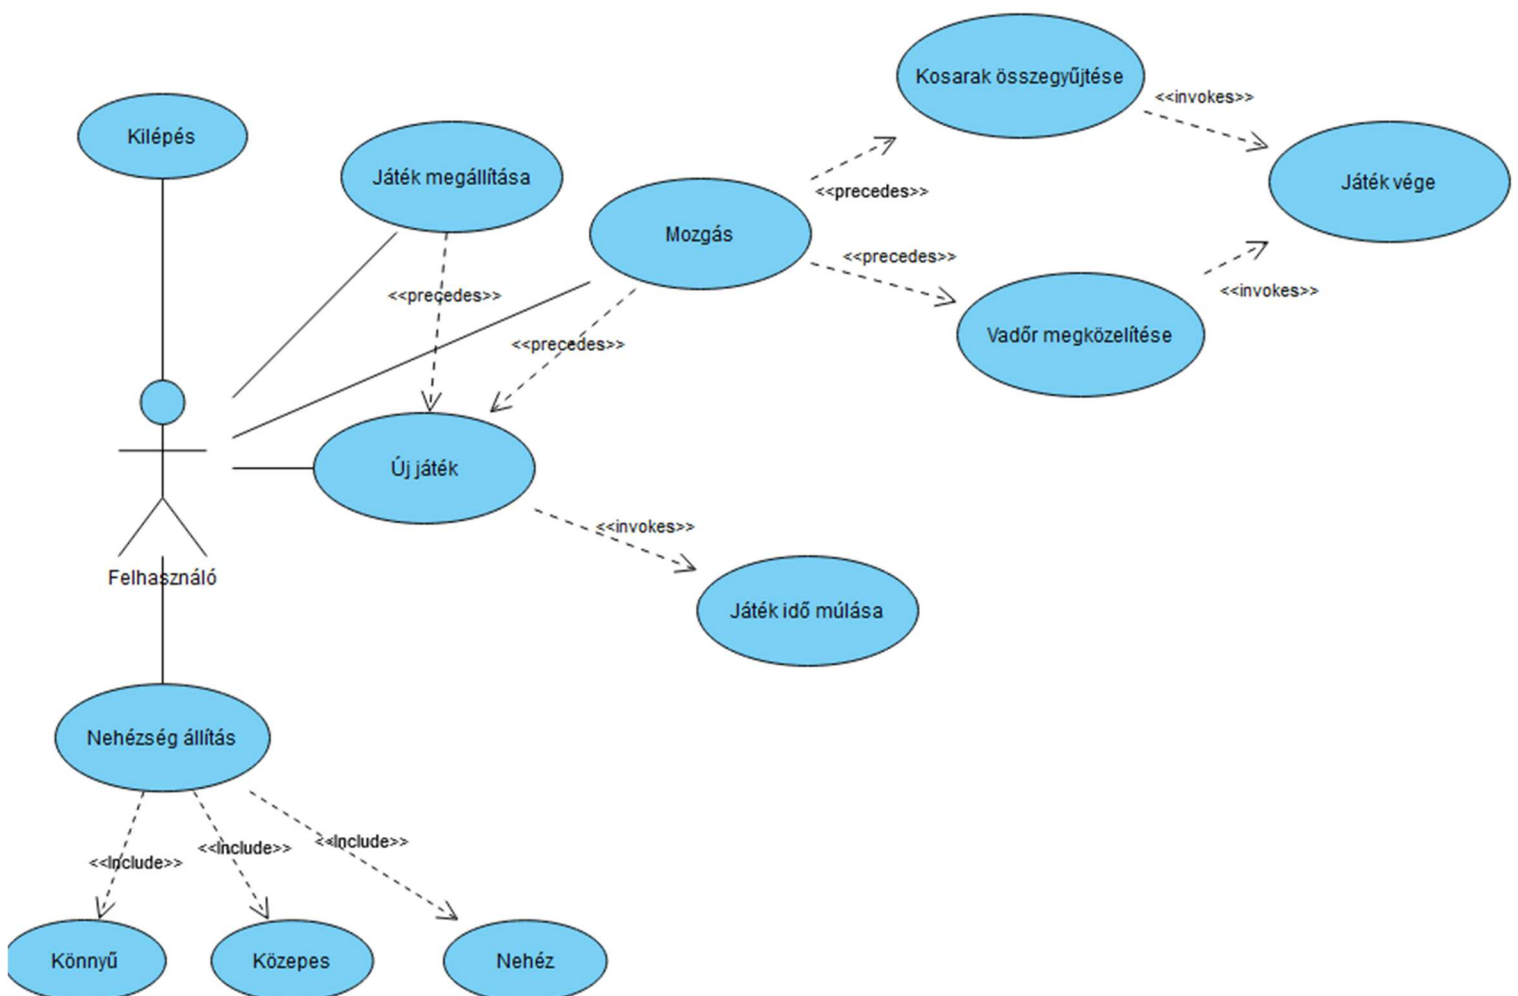 Kosarak összegyűjtése
<<invokes>>
Kilépés
Játék megállítása
Játék vége
<<precedes>>
Mozgás
<<precedes>>
<<invokes>>
<<precedes>>
Vadőr megközelítése
<<precedes>>
Új játék
<<invokes>>
Felhasználó
Játék idő múlása
Nehézség állítás
<<Include>>
<<Include>>
<<Include>>
Könnyű
Közepes
Nehéz